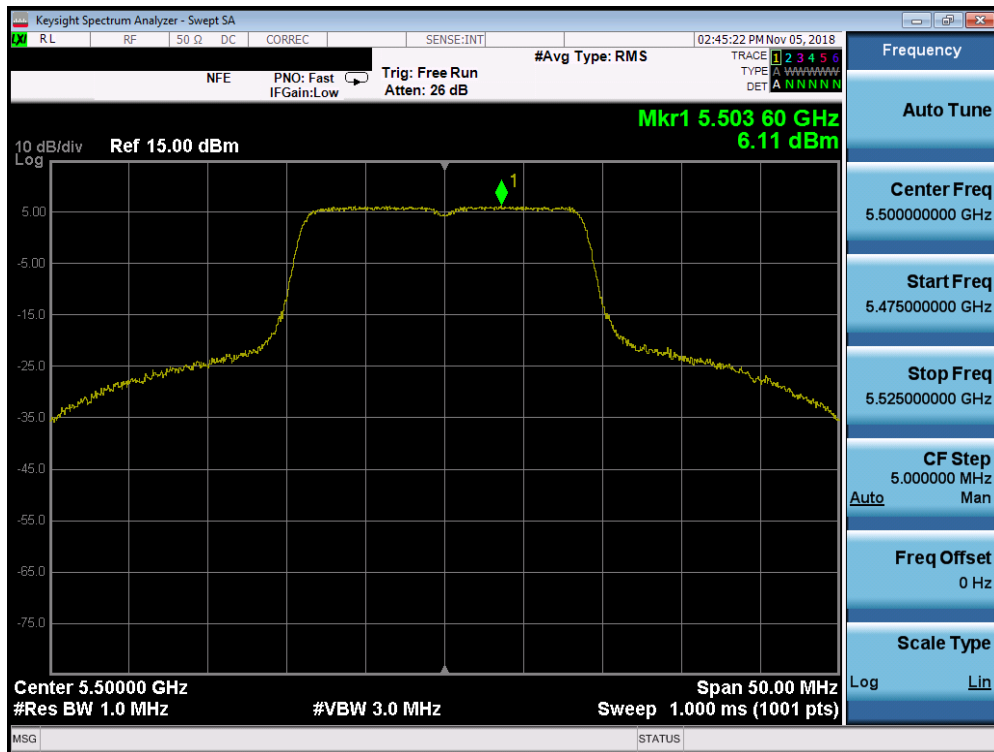 Keysight Spectrum Analyzer - Swept SA
LXI RL RF 50 Ω DC CORREC SENSE:INT 02:45:22 PM Nov 05, 2018
#Avg Type: RMS TRACE 1 2 3 4 5 6
NFE PNO: Fast Trig: Free Run TYPE A WWWWW
IFGain:Low Atten: 26 dB DET A N N N N N
Mkr1 5.503 60 GHz
6.11 dBm
10 dB/div Ref 15.00 dBm
Log
1
5.00
-5.00
-15.0
-25.0
-35.0
-45.0
-55.0
-65.0
-75.0
Center 5.50000 GHz Span 50.00 MHz
#Res BW 1.0 MHz #VBW 3.0 MHz Sweep 1.000 ms (1001 pts)
MSG STATUS
Frequency
Auto Tune
Center Freq
5.500000000 GHz
Start Freq
5.475000000 GHz
Stop Freq
5.525000000 GHz
CF Step
5.000000 MHz
Auto Man
Freq Offset
0 Hz
Scale Type
Log Lin